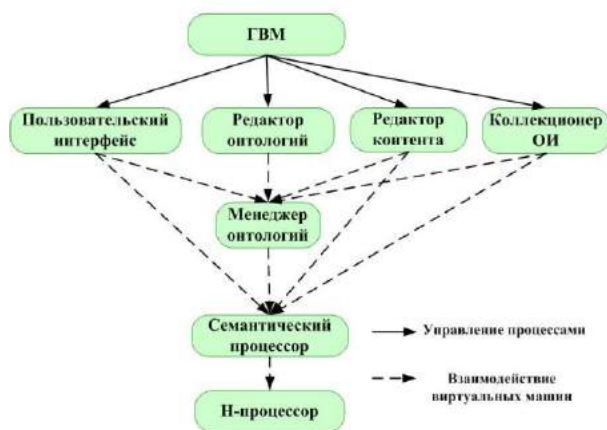 ГВМ
Пользовательский
интерфейс
Редактор
онтологий
Редактор
контента
Коллекционер
ОИ
Менеджер
онтологий
Семантический
процессор
Управление процессами
Н-процессор
Взаимодействие
виртуальных машин